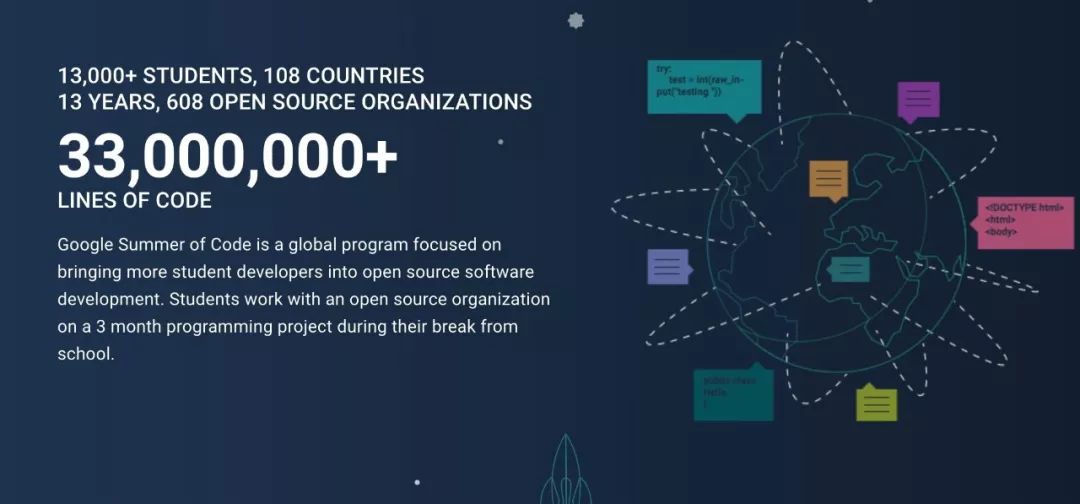 13,000+ STUDENTS, 108 COUNTRIES
13 YEARS, 608 OPEN SOURCE ORGANIZATIONS
33,000,000+
LINES OF CODE
Google Summer of Code is a global program focused on
bringing more student developers into open source software
development. Students work with an open source organization
on a 3 month programming project during their break from
school.
try:
test = int(raw_in-
put("testing "))
<!DOCTYPE html>
<html>
<body>
public class
Hello